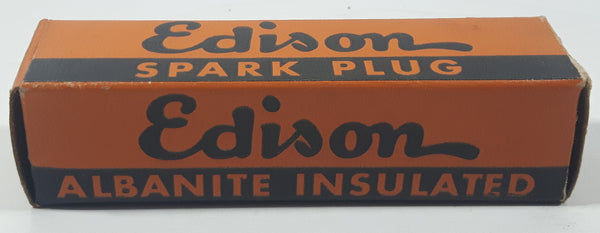 Edison
SPARK PLUG
Edison
ALBANITE INSULATED